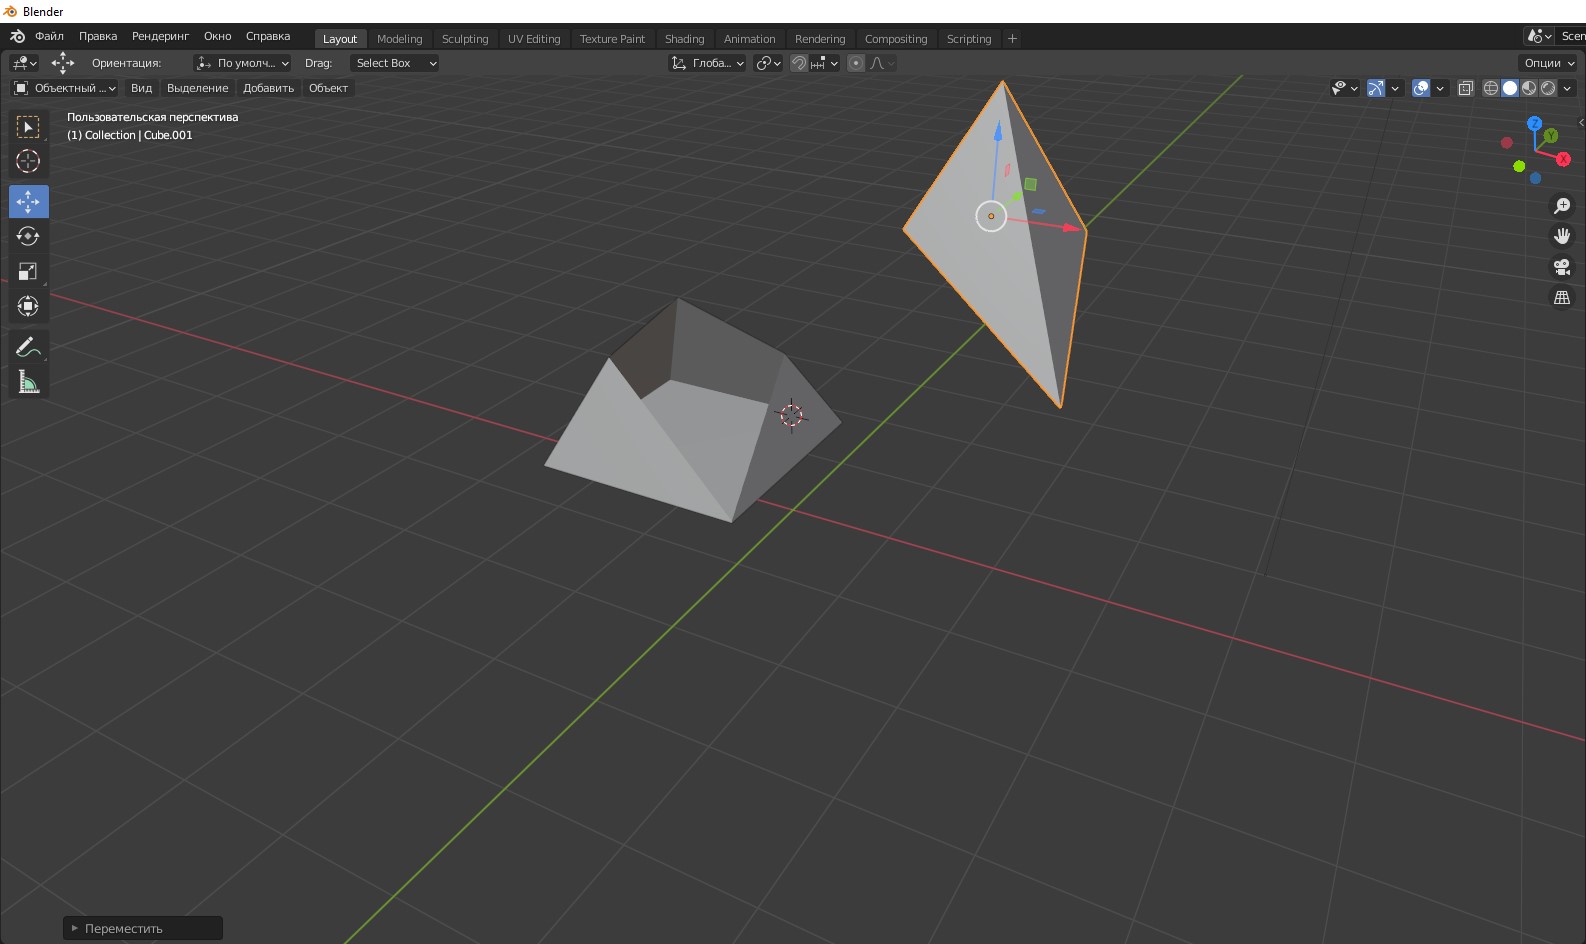 Blender
Файл Правка Рендеринг Окно Справка Layout Modeling Sculpting UV Editing Texture Paint Shading Animation Rendering Compositing Scripting + Scen
Ориентация: По умолч... Drag: Select Box Глоба... Опции
Объектный ... Вид Выделение Добавить Объект
Пользовательская перспектива
(1) Collection | Cube.001
Z
Y
X
Переместить